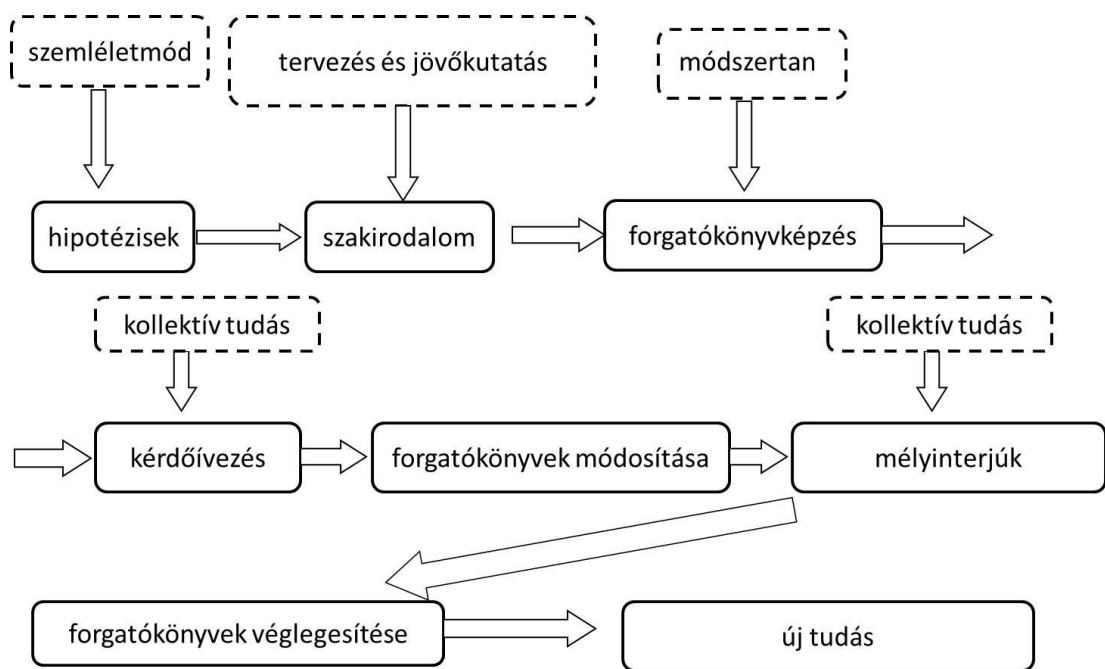 szemléletmód
tervezés és jövőkutatás
módszertan
hipotézisek
szakirodalom
forgatókönyvképzés
kollektív tudás
kollektív tudás
kérdőívezés
forgatókönyvek módosítása
mélyinterjúk
forgatókönyvek véglegesítése
új tudás